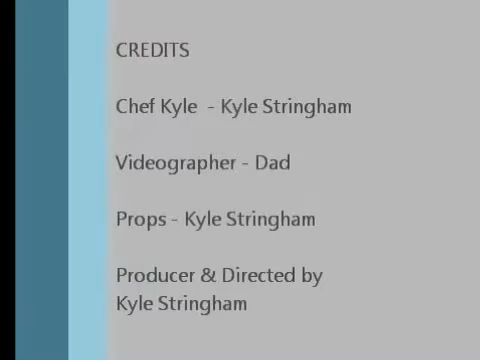 CREDITS
Chef Kyle  - Kyle Stringham
Videographer - Dad
Props - Kyle Stringham
Producer & Directed by
Kyle Stringham